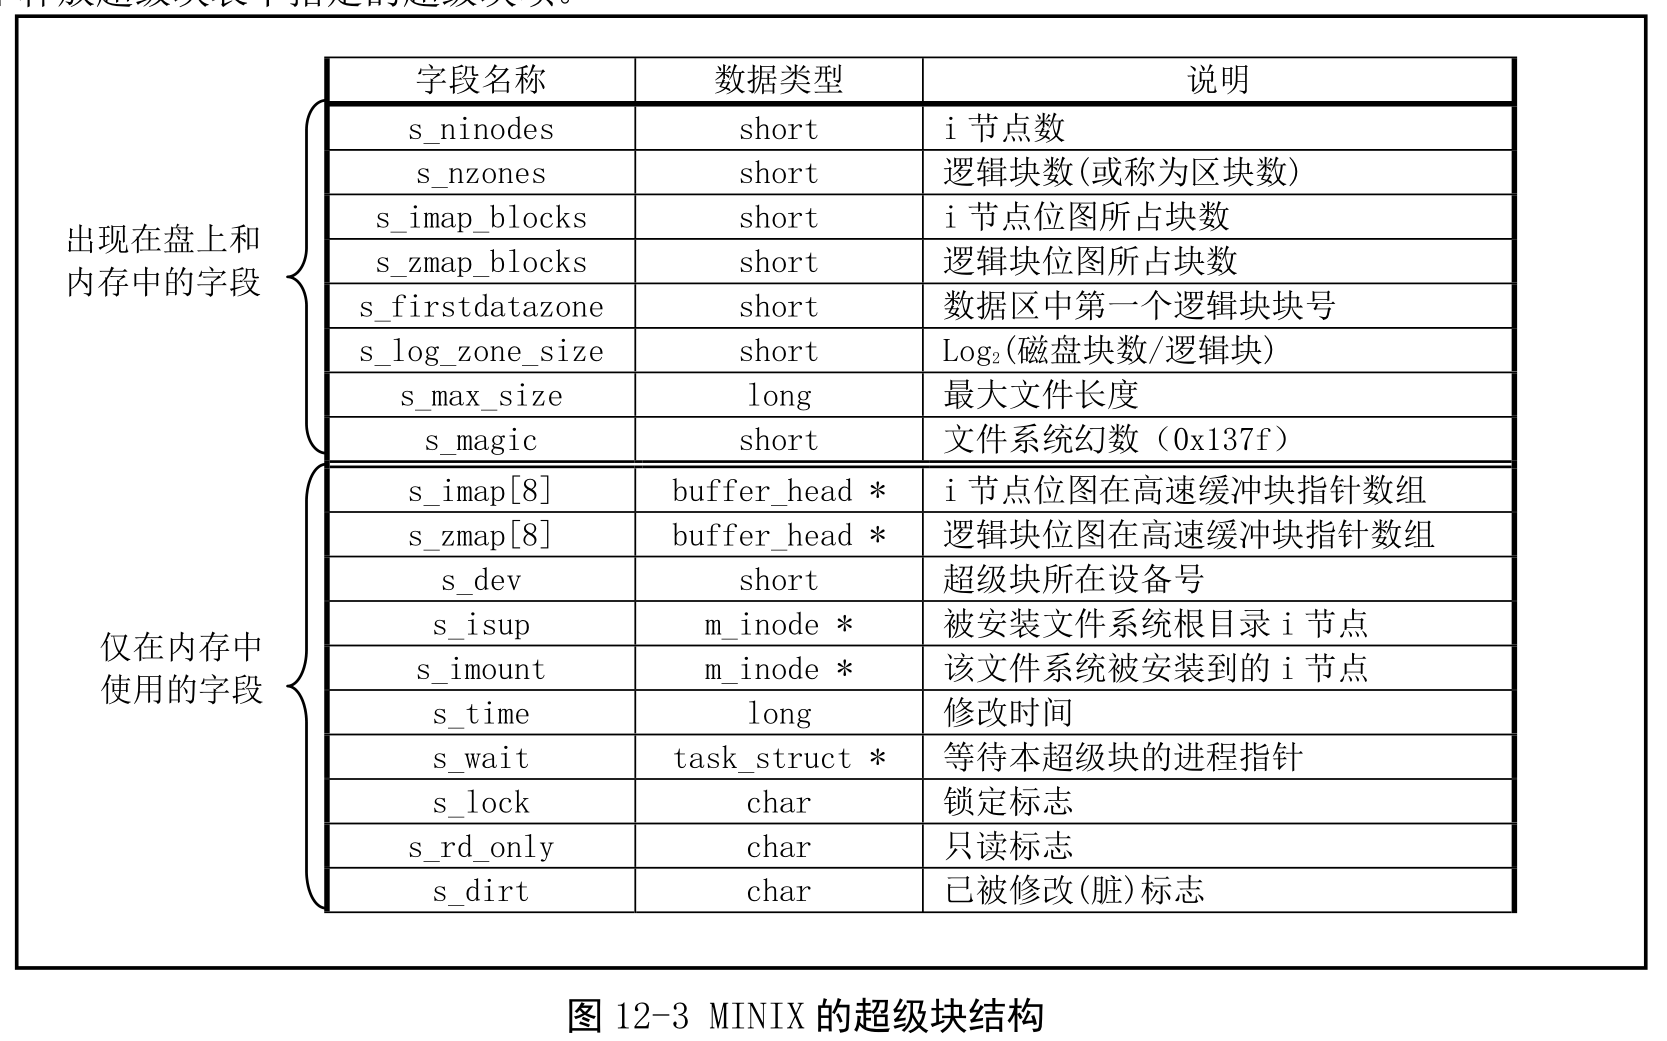 字段名称 数据类型 说明
s_ninodes short i 节点数
s_nzones short 逻辑块数(或称为区块数)
s_imap_blocks short i 节点位图所占块数
s_zmap_blocks short 逻辑块位图所占块数
s_firstdatazone short 数据区中第一个逻辑块块号
s_log_zone_size short Log₂(磁盘块数/逻辑块)
s_max_size long 最大文件长度
s_magic short 文件系统幻数（0x137f）
出现在盘上和
内存中的字段
s_imap[8] buffer_head * i 节点位图在高速缓冲块指针数组
s_zmap[8] buffer_head * 逻辑块位图在高速缓冲块指针数组
s_dev short 超级块所在设备号
s_isup m_inode * 被安装文件系统根目录 i 节点
s_imount m_inode * 该文件系统被安装到的 i 节点
s_time long 修改时间
s_wait task_struct * 等待本超级块的进程指针
s_lock char 锁定标志
s_rd_only char 只读标志
s_dirt char 已被修改(脏)标志
仅在内存中
使用的字段
图 12-3 MINIX 的超级块结构